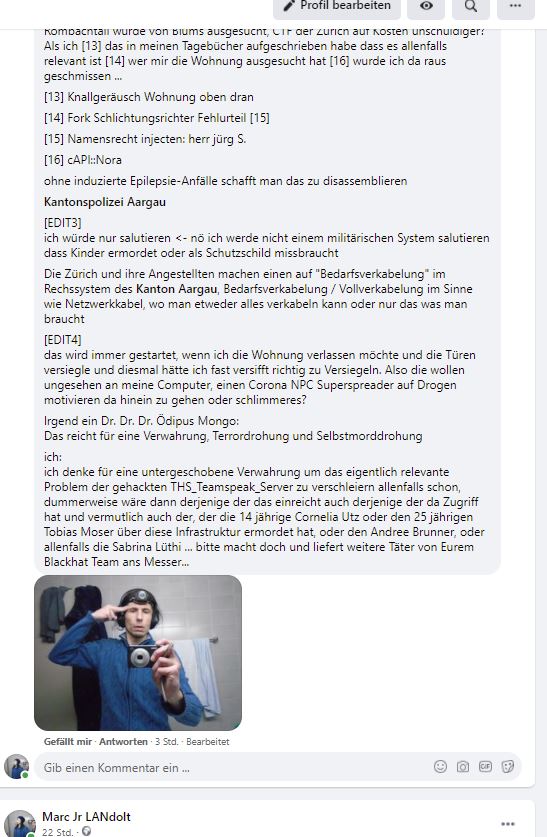 Profil bearbeiten
Rombachtäli wurde von Blums ausgesucht, CTF der Zürich auf Kosten unschuldiger?
Als ich [13] das in meinen Tagebücher aufgeschrieben habe dass es allenfalls
relevant ist [14] wer mir die Wohnung ausgesucht hat [16] wurde ich da raus
geschmissen ...
[13] Knallgeräusch Wohnung oben dran
[14] Fork Schlichtungsrichter Fehlurteil [15]
[15] Namensrecht injecten: herr jürg S.
[16] cAPI::Nora
ohne induzierte Epilepsie-Anfälle schafft man das zu disassemblieren
Kantonspolizei Aargau
[EDIT3]
ich würde nur salutieren <- nö ich werde nicht einem militärischen System salutieren
dass Kinder ermordet oder als Schutzschild missbraucht
Die Zürich und ihre Angestellten machen einen auf "Bedarfsverkabelung" im
Rechssystem des Kanton Aargau, Bedarfsverkabelung / Vollverkabelung im Sinne
wie Netzwerkkabel, wo man etweder alles verkabeln kann oder nur das was man
braucht
[EDIT4]
das wird immer gestartet, wenn ich die Wohnung verlassen möchte und die Türen
versiegle und diesmal hätte ich fast versifft richtig zu Versiegeln. Also die wollen
ungesehen an meine Computer, einen Corona NPC Superspreader auf Drogen
motivieren da hinein zu gehen oder schlimmeres?
Irgend ein Dr. Dr. Dr. Ödipus Mongo:
Das reicht für eine Verwahrung, Terrordrohung und Selbstmorddrohung
ich:
ich denke für eine untergeschobene Verwahrung um das eigentlich relevante
Problem der gehackten THS_Teamspeak_Server zu verschleiern allenfalls schon,
dummerweise wäre dann derjenige der das einreicht auch derjenige der da Zugriff
hat und vermutlich auch der, der die 14 jährige Cornelia Utz oder den 25 jährigen
Tobias Moser über diese Infrastruktur ermordet hat, oder den Andree Brunner, oder
allenfalls die Sabrina Lüthi ... bitte macht doch und liefert weitere Täter von Eurem
Blackhat Team ans Messer...
Gefällt mir · Antworten · 3 Std. · Bearbeitet
Gib einen Kommentar ein ...
GIF
Marc Jr LANdolt
22 Std. ·